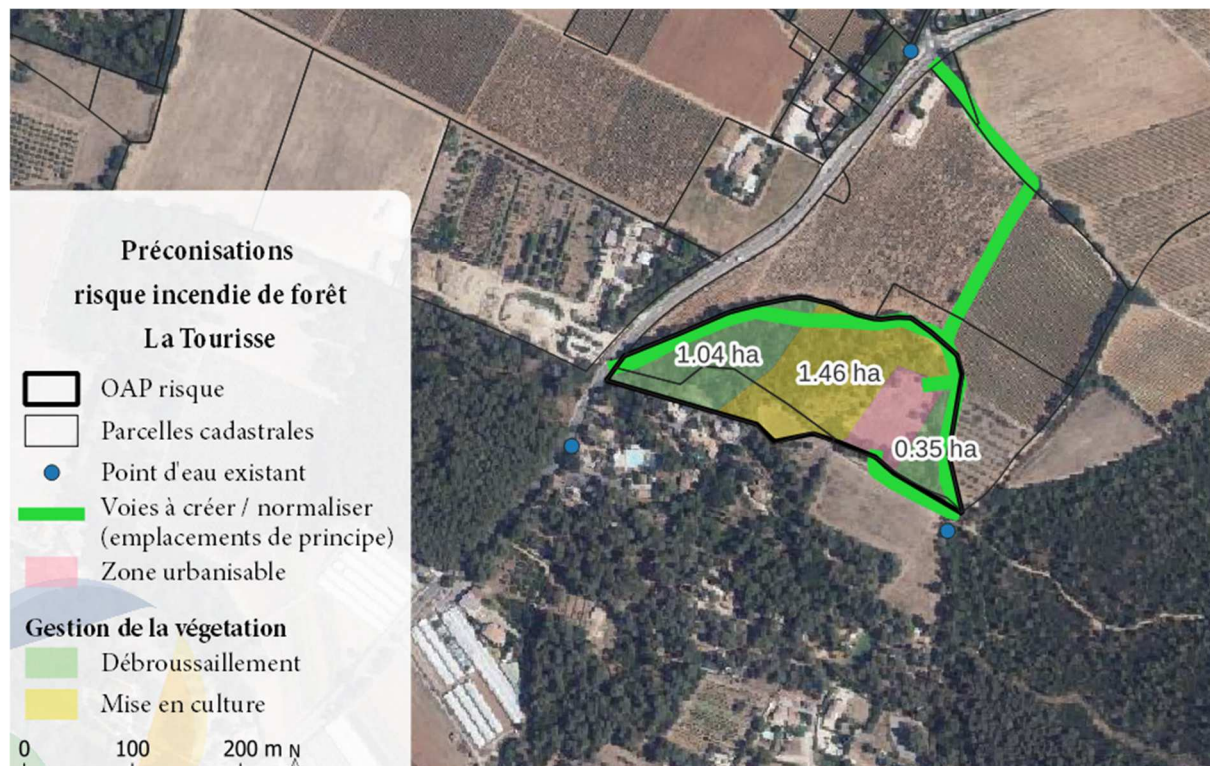 Préconisations
risque incendie de forêt
La Tourisse
OAP risque
Parcelles cadastrales
Point d'eau existant
Voies à créer / normaliser
(emplacements de principe)
Zone urbanisable
Gestion de la végetation
Débroussaillement
Mise en culture
0 100 200 m N
1.04 ha
1.46 ha
0.35 ha